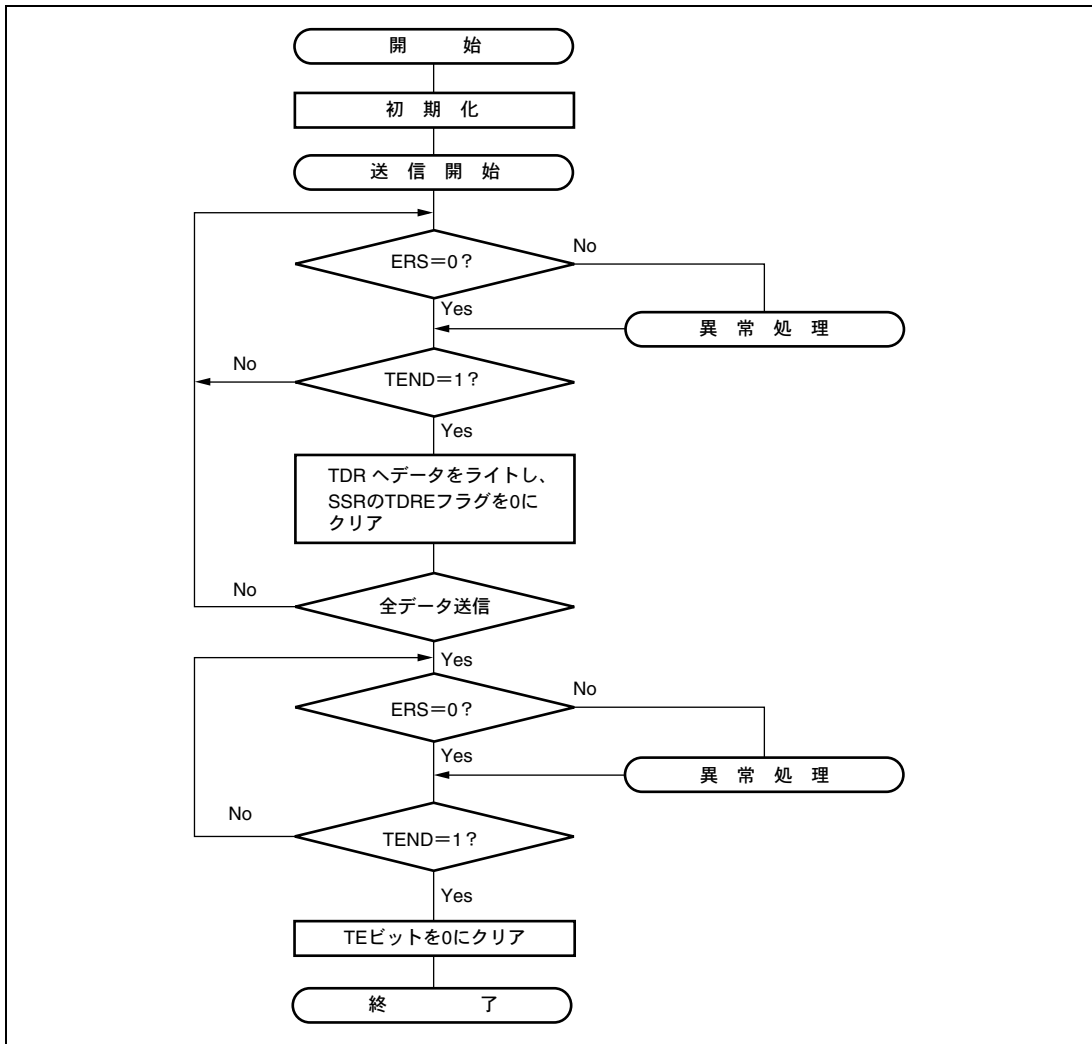 開 始
初 期 化
送 信 開 始
ERS=0?
No
Yes
異 常 処 理
No
TEND=1?
Yes
TDR へデータをライトし、
SSRのTDREフラグを0に
クリア
No
全データ送信
Yes
ERS=0?
No
Yes
異 常 処 理
No
TEND=1?
Yes
TEビットを0にクリア
終 了